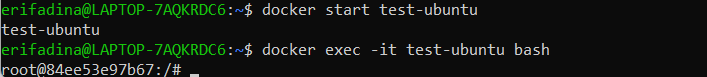 erifadina@LAPTOP-7AQKRDC6:~$ docker start test-ubuntu
test-ubuntu
erifadina@LAPTOP-7AQKRDC6:~$ docker exec -it test-ubuntu bash
root@84ee53e97b67:/#